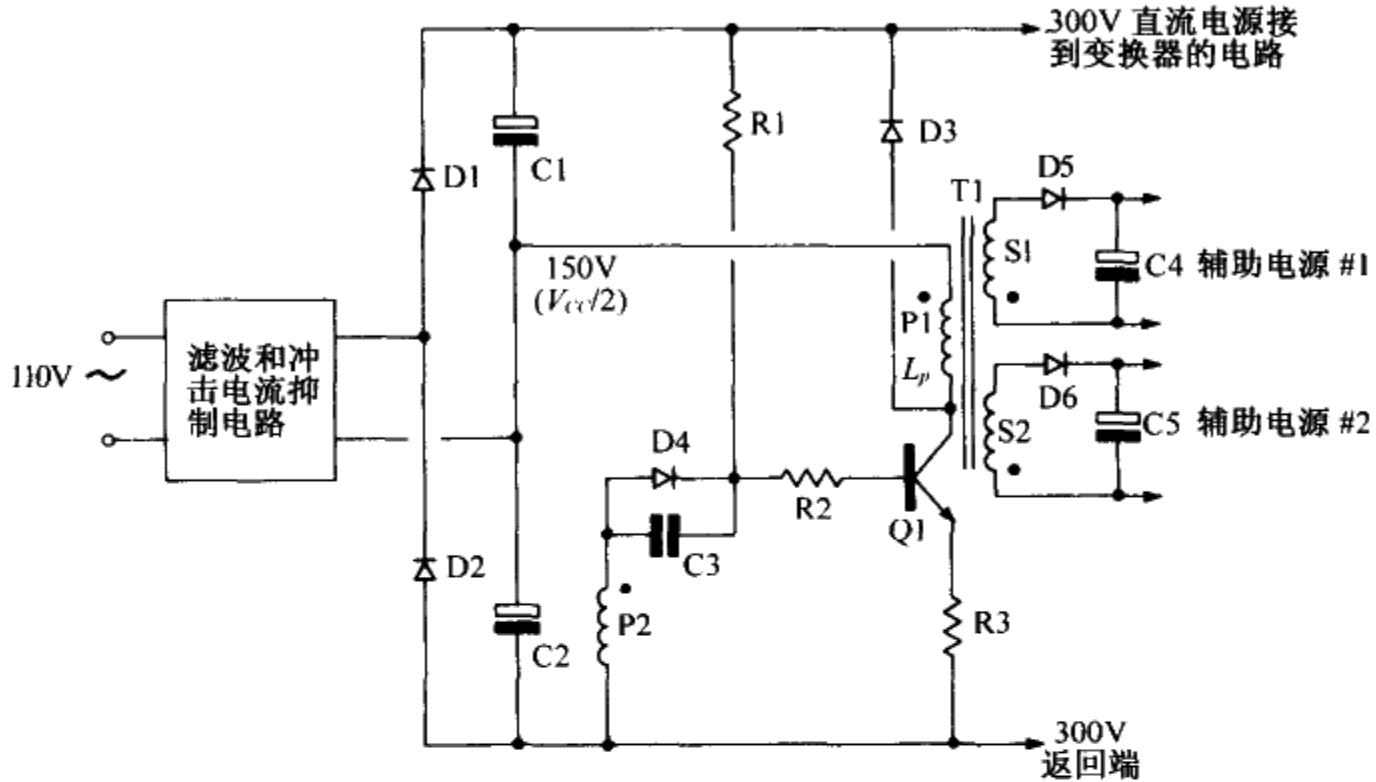 300V 直流电源接
到变换器的电路
R1
D3
D1
C1
T1
D5
S1
C4 辅助电源 #1
150V
(VCC/2)
P1
Lp
110V ～
滤波和冲
击电流抑
制电路
D6
S2
C5 辅助电源 #2
D4
R2
Q1
C3
D2
P2
R3
C2
300V
返回端